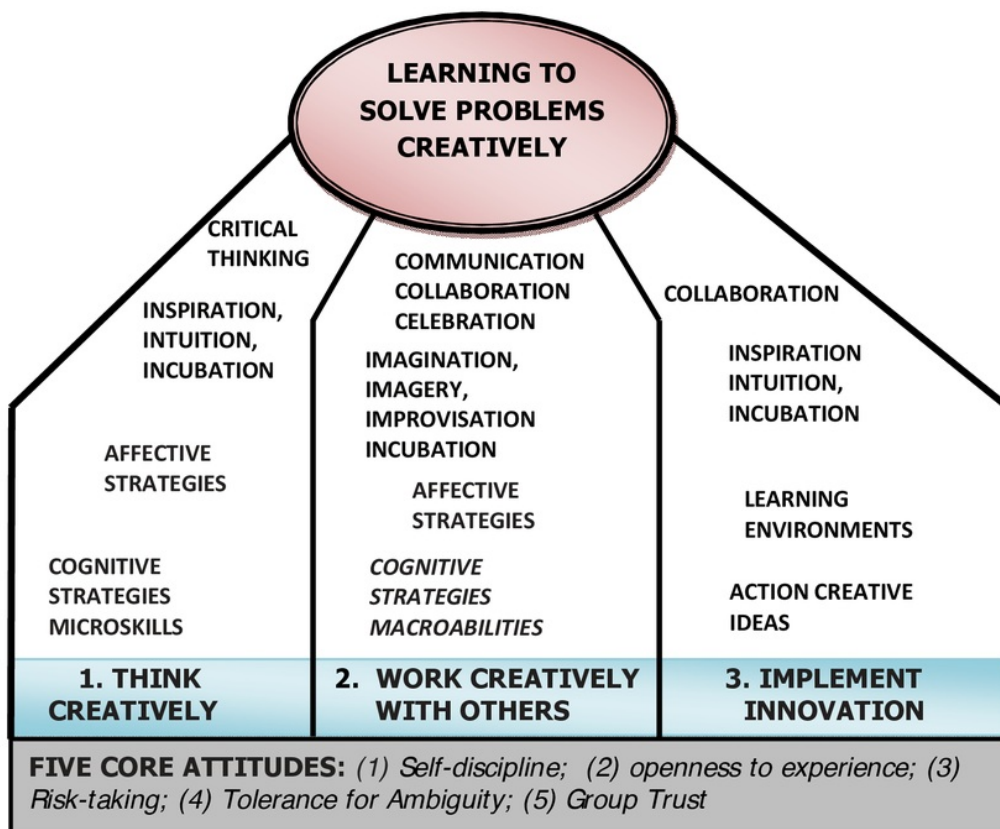 LEARNING TO
SOLVE PROBLEMS
CREATIVELY
CRITICAL
THINKING
INSPIRATION,
INTUITION,
INCUBATION
AFFECTIVE
STRATEGIES
COGNITIVE
STRATEGIES
MICROSKILLS
1. THINK
CREATIVELY
COMMUNICATION
COLLABORATION
CELEBRATION
IMAGINATION,
IMAGERY,
IMPROVISATION
INCUBATION
AFFECTIVE
STRATEGIES
COGNITIVE
STRATEGIES
MACROABILITIES
2. WORK CREATIVELY
WITH OTHERS
COLLABORATION
INSPIRATION
INTUITION,
INCUBATION
LEARNING
ENVIRONMENTS
ACTION CREATIVE
IDEAS
3. IMPLEMENT
INNOVATION
FIVE CORE ATTITUDES: (1) Self-discipline; (2) openness to experience; (3)
Risk-taking; (4) Tolerance for Ambiguity; (5) Group Trust